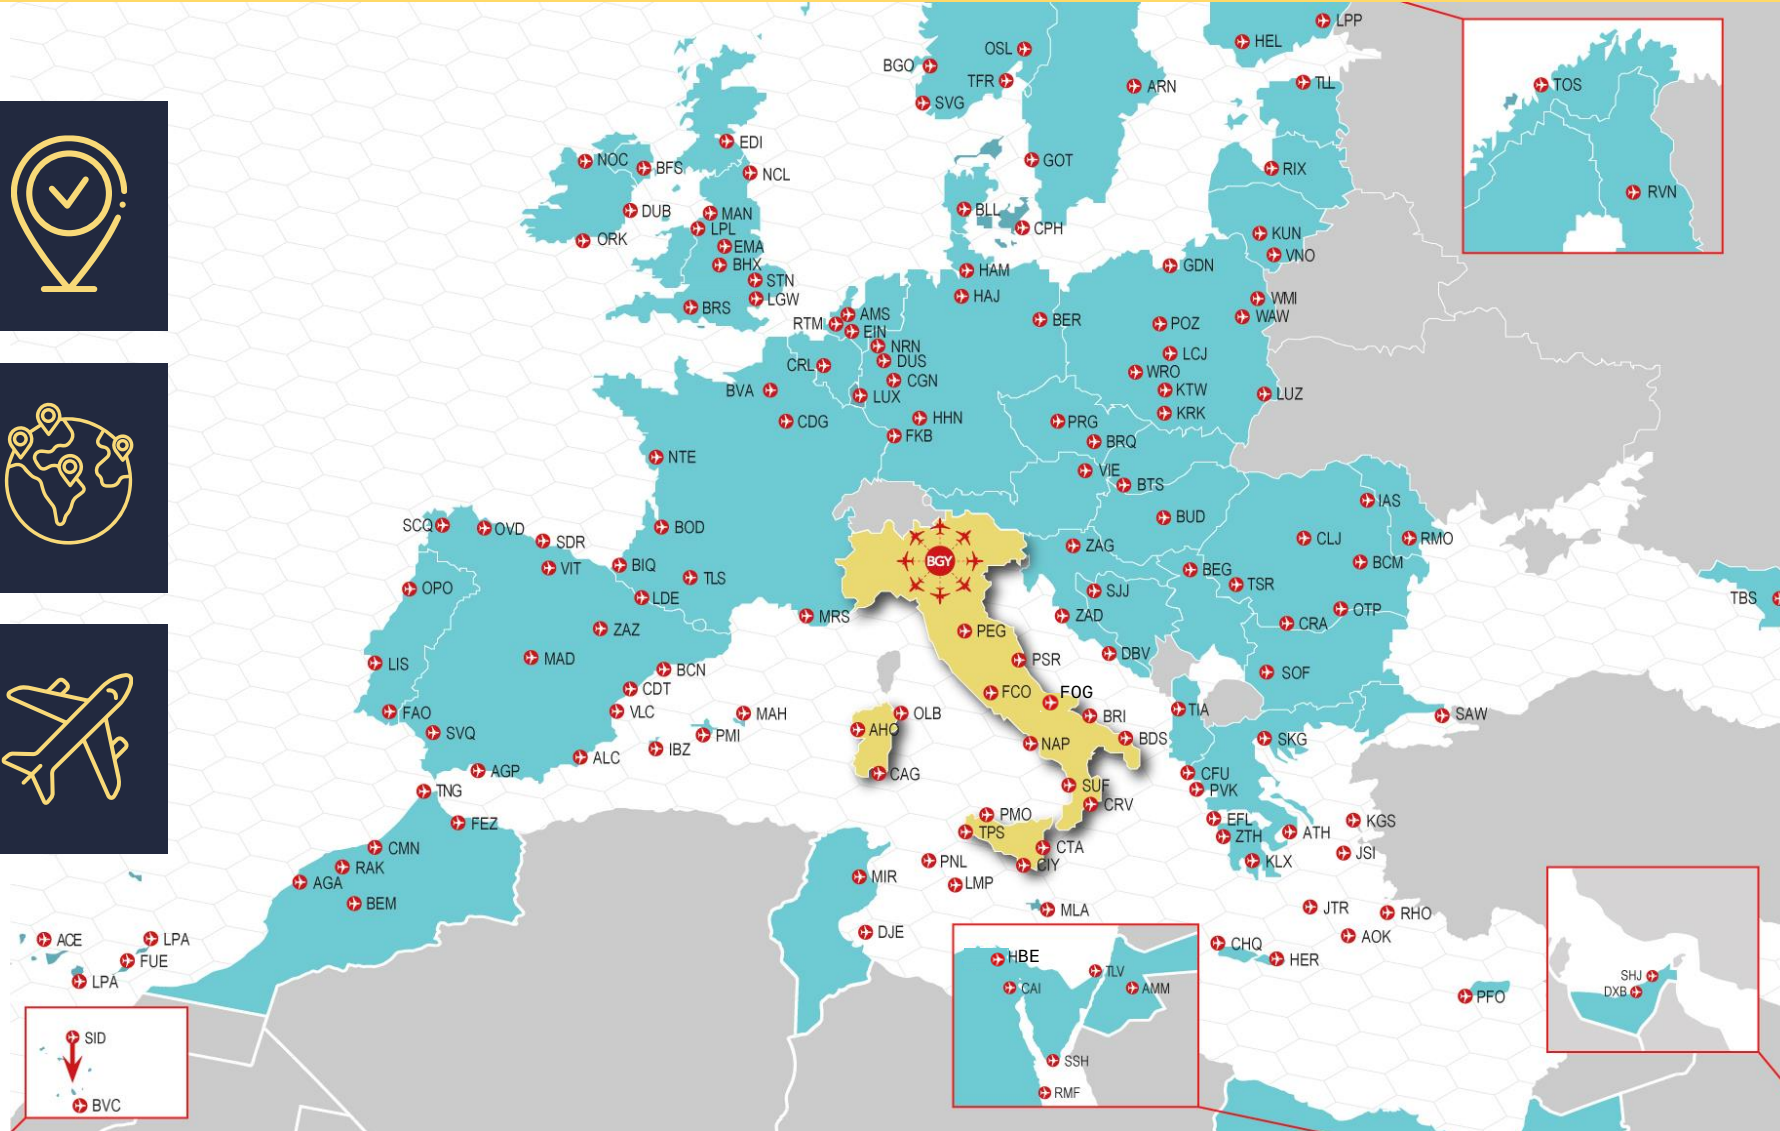 LPP
HEL
OSL
BGO
TFR
ARN
TLL
TOS
SVG
EDI
NOC
BFS
NCL
GOT
RIX
RVN
DUB
MAN
BLL
LPL
CPH
ORK
EMA
KUN
BHX
VNO
GDN
HAM
STN
HAJ
LGW
WMI
BRS
AMS
WAW
RTM
BER
POZ
EIN
NRN
LCJ
DUS
CRL
WRO
CGN
BVA
KTW
LUX
LUZ
KRK
CDG
HHN
PRG
FKB
BRQ
NTE
VIE
BTS
IAS
BUD
SCQ
OVD
BOD
CLJ
RMO
SDR
ZAG
BGY
BCM
VIT
BIQ
BEG
TLS
TSR
OPO
SJJ
LDE
TBS
OTP
MRS
ZAD
CRA
ZAZ
PEG
DBV
MAD
PSR
LIS
BCN
SOF
CDT
FCO
FOG
FAO
VLC
MAH
OLB
BRI
TIA
SAW
SVQ
PMI
AHO
BDS
SKG
NAP
IBZ
ALC
AGP
CAG
CFU
TNG
SUF
PVK
CRV
FEZ
PMO
EFL
KGS
TPS
ZTH
ATH
CMN
CTA
JSI
RAK
PNL
CIY
KLX
AGA
MIR
LMP
BEM
MLA
JTR
RHO
DJE
ACE
LPA
AOK
CHQ
FUE
HBE
HER
TLV
SHJ
LPA
CAI
AMM
DXB
PFO
SID
SSH
RMF
BVC